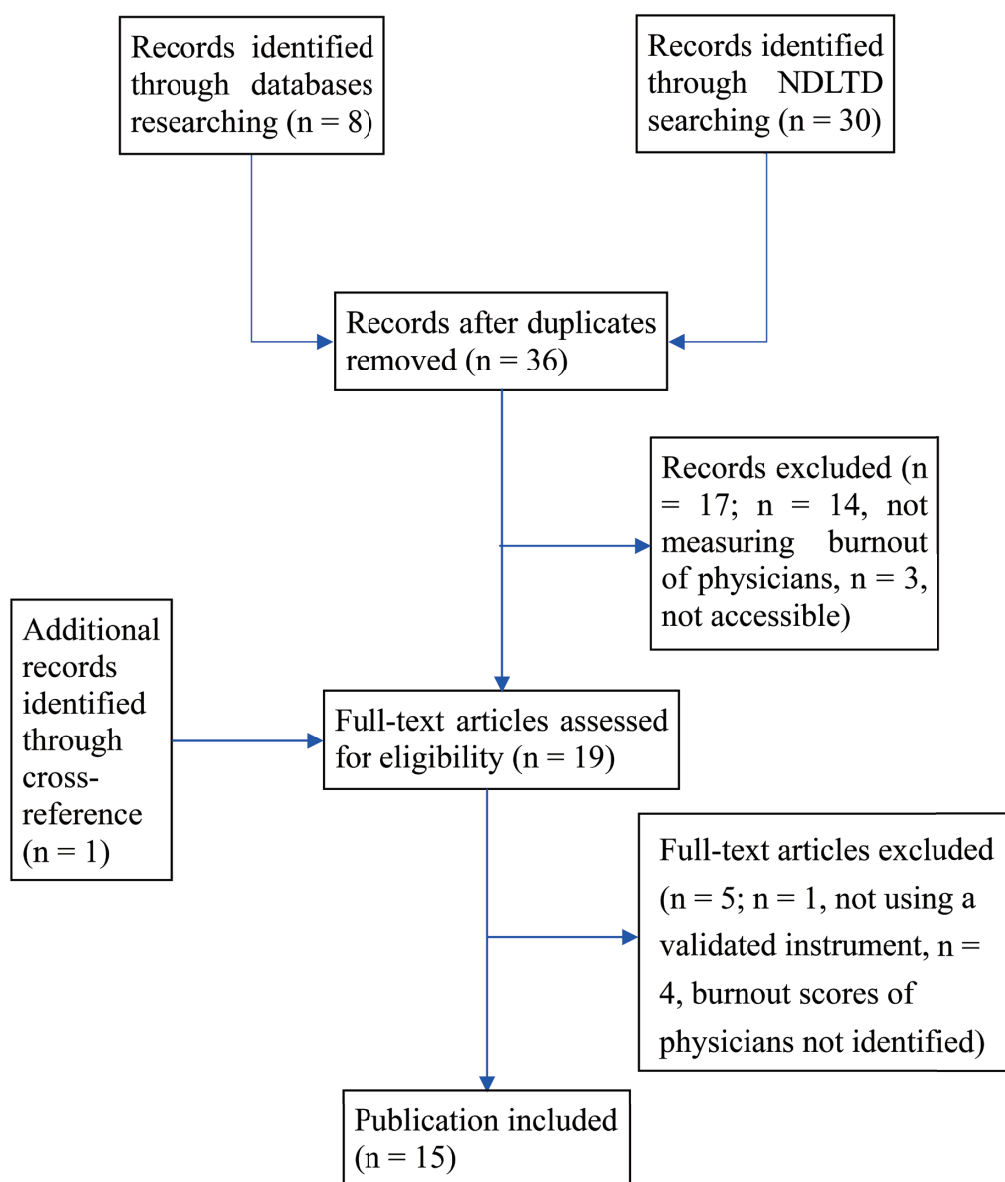 Records identified
through databases
researching (n = 8)
Records identified
through NDLTD
searching (n = 30)
Records after duplicates
removed (n = 36)
Records excluded (n
= 17; n = 14, not
measuring burnout
of physicians, n = 3,
not accessible)
Additional
records
identified
through
cross-
reference
(n = 1)
Full-text articles assessed
for eligibility (n = 19)
Full-text articles excluded
(n = 5; n = 1, not using a
validated instrument, n =
4, burnout scores of
physicians not identified)
Publication included
(n = 15)